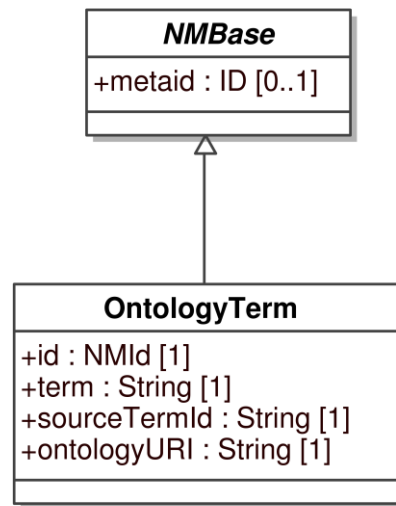 NMBase
+metaid : ID [0..1]
OntologyTerm
+id : NMId [1]
+term : String [1]
+sourceTermId : String [1]
+ontologyURI : String [1]